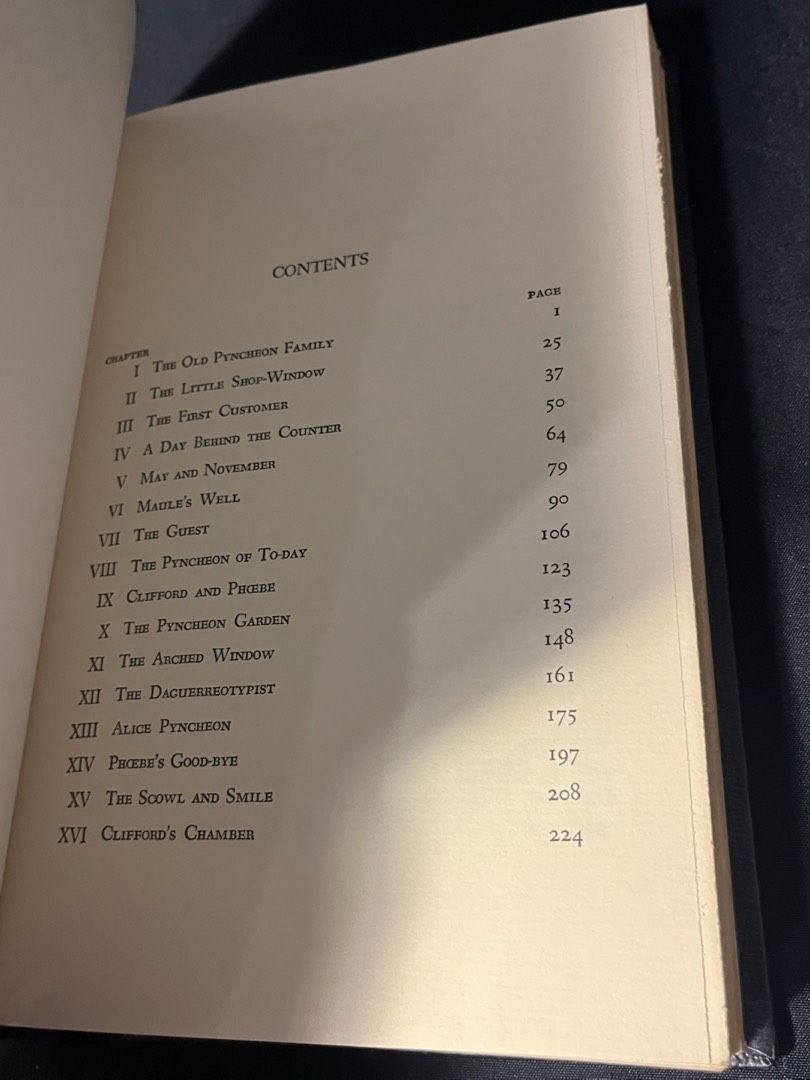 CONTENTS
CHAPTER PAGE
I THE OLD PYNCHEON FAMILY 1
II THE LITTLE SHOP-WINDOW 25
III THE FIRST CUSTOMER 37
IV A DAY BEHIND THE COUNTER 50
V MAY AND NOVEMBER 64
VI MAULE'S WELL 79
VII THE GUEST 90
VIII THE PYNCHEON OF TO-DAY 106
IX CLIFFORD AND PHŒBE 123
X THE PYNCHEON GARDEN 135
XI THE ARCHED WINDOW 148
XII THE DAGUERREOTYPIST 161
XIII ALICE PYNCHEON 175
XIV PHŒBE'S GOOD-BYE 197
XV THE SCOWL AND SMILE 208
XVI CLIFFORD'S CHAMBER 224